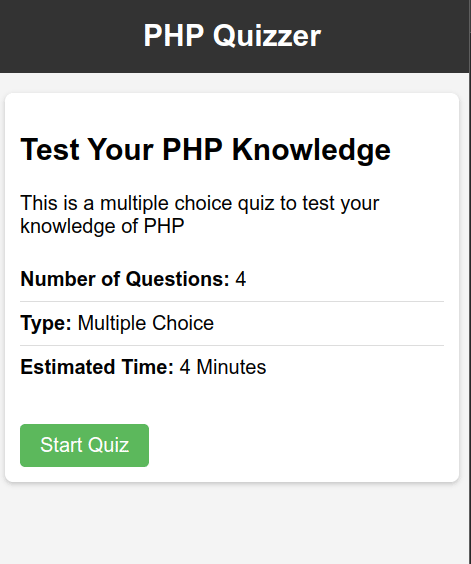 PHP Quizzer
Test Your PHP Knowledge
This is a multiple choice quiz to test your
knowledge of PHP
Number of Questions: 4
Type: Multiple Choice
Estimated Time: 4 Minutes
Start Quiz